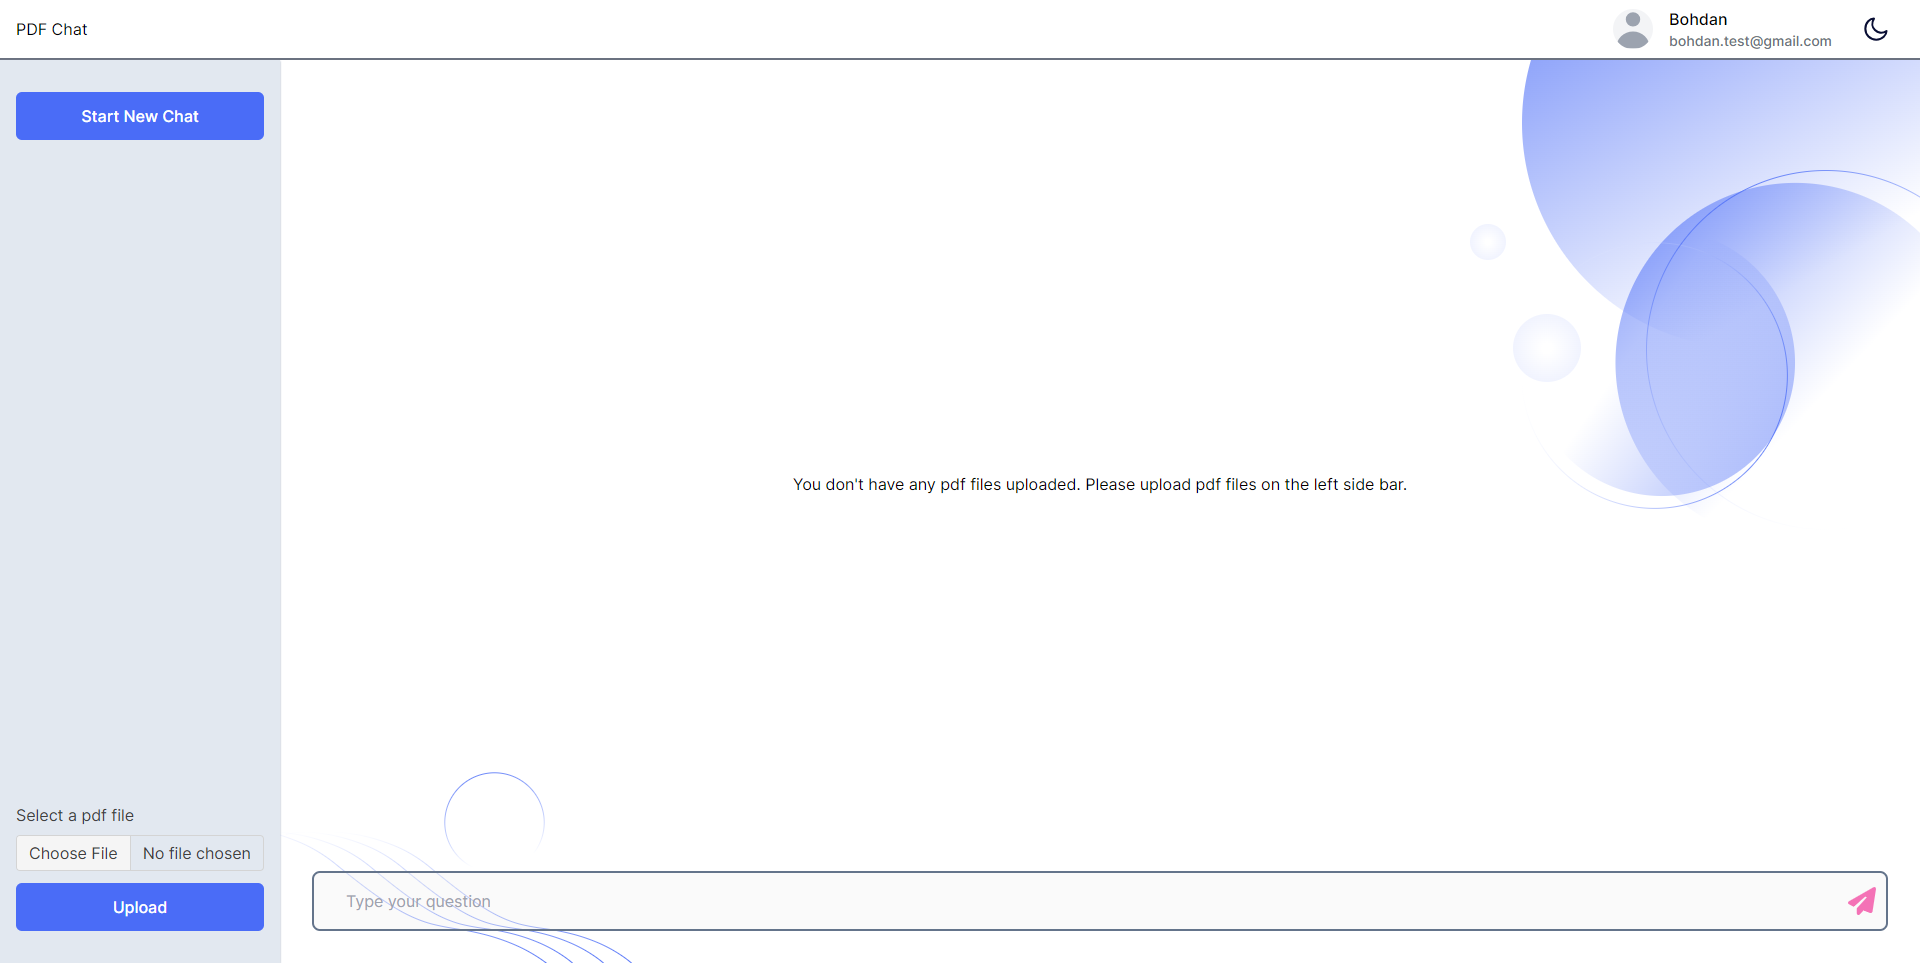 PDF Chat
Bohdan
bohdan.test@gmail.com
Start New Chat
You don't have any pdf files uploaded. Please upload pdf files on the left side bar.
Select a pdf file
Choose File No file chosen
Upload
Type your question